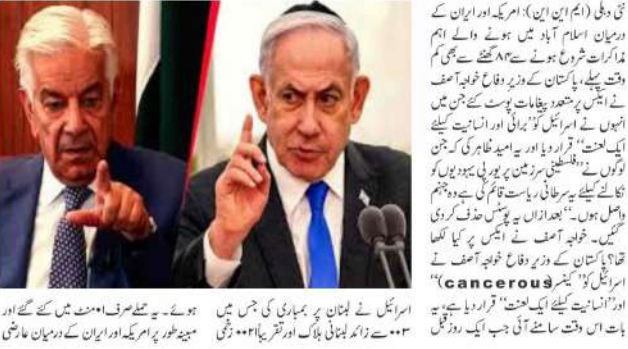 نئی دہلی (ایم این این): امریکہ اور ایران کے
درمیان اسلام آباد میں ہونے والے اہم
مذاکرات شروع ہونے سے ۴۸ گھنٹے سے بھی کم
وقت پہلے، پاکستان کے وزیر دفاع خواجہ آصف
نے ایکس پر متعدد پیغامات پوسٹ کئے جن میں
انہوں نے اسرائیل کو ”برائی اور انسانیت کیلئے
ایک لعنت“ قرار دیا اور یہ امید ظاہر کی کہ جن
لوگوں نے ”فلسطینی سرزمین پر یورپی یہودیوں کو
نکالنے کیلئے یہ سرطانی ریاست قائم کی ہے وہ جہنم
واصل ہوں۔“ بعد ازاں یہ پوسٹس حذف کر دی
گئیں۔ خواجہ آصف نے ایکس پر کیا لکھا
تھا؟ پاکستان کے وزیر دفاع خواجہ آصف نے
اسرائیل کو ”کینسر (cancerous)“
اور ”انسانیت کیلئے ایک لعنت“ قرار دیا ہے، یہ
بات اس وقت سامنے آئی جب ایک روز قبل
اسرائیل نے لبنان پر بمباری کی جس میں
۳۰۰ سے زائد لبنانی ہلاک اور تقریباً ۱۲۰۰ زخمی
ہوئے۔ یہ حملے صرف ۱۰ منٹ میں کئے گئے اور
مبینہ طور پر امریکہ اور ایران کے درمیان عارضی